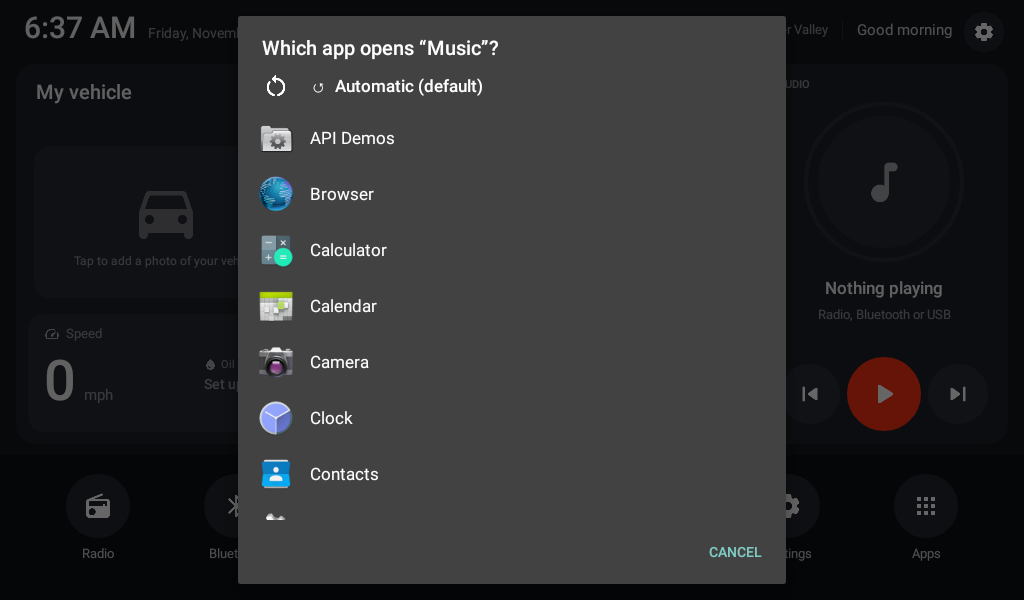 6:37 AM
Friday, Novem
r Valley
Good morning
Which app opens “Music”?
Automatic (default)
API Demos
Browser
Calculator
Calendar
Camera
Clock
Contacts
CANCEL
My vehicle
Tap to add a photo of your veh
Speed
0 mph
Oil
Set up
UDIO
Nothing playing
Radio, Bluetooth or USB
Radio
Bluet
tings
Apps